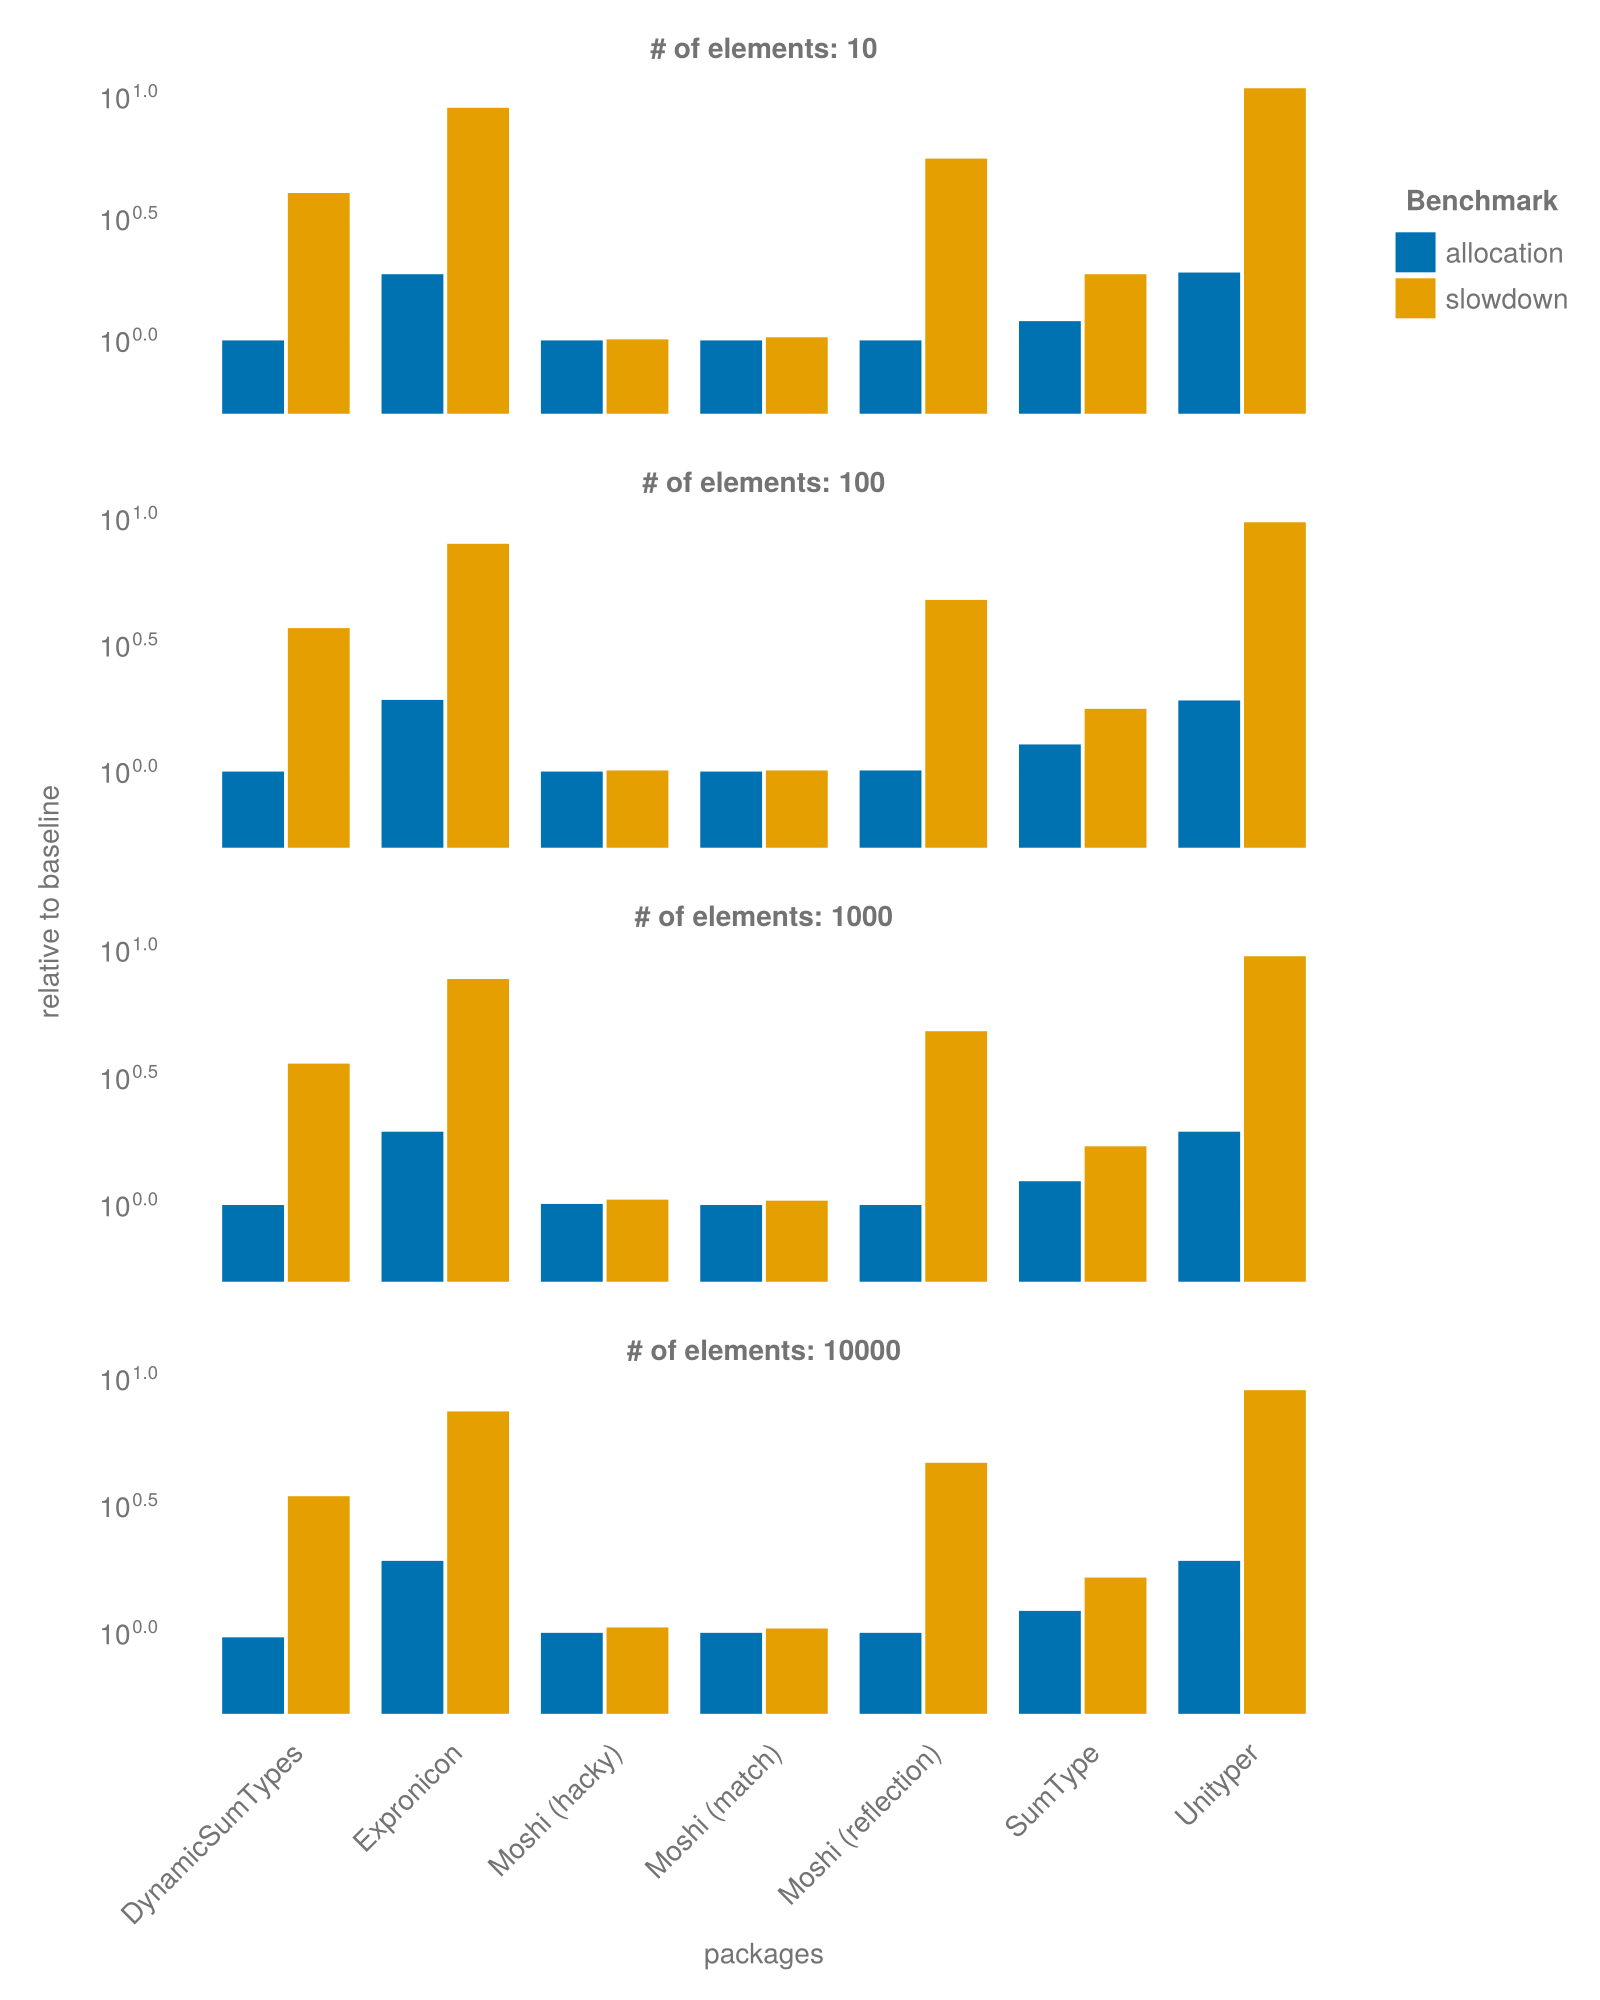 # of elements: 10
10^1.0
10^0.5
10^0.0
Benchmark
allocation
slowdown
# of elements: 100
10^1.0
10^0.5
10^0.0
relative to baseline
# of elements: 1000
10^1.0
10^0.5
10^0.0
# of elements: 10000
10^1.0
10^0.5
10^0.0
DynamicSumTypes
Expronicon
Moshi (hacky)
Moshi (match)
Moshi (reflection)
SumType
Unityper
packages